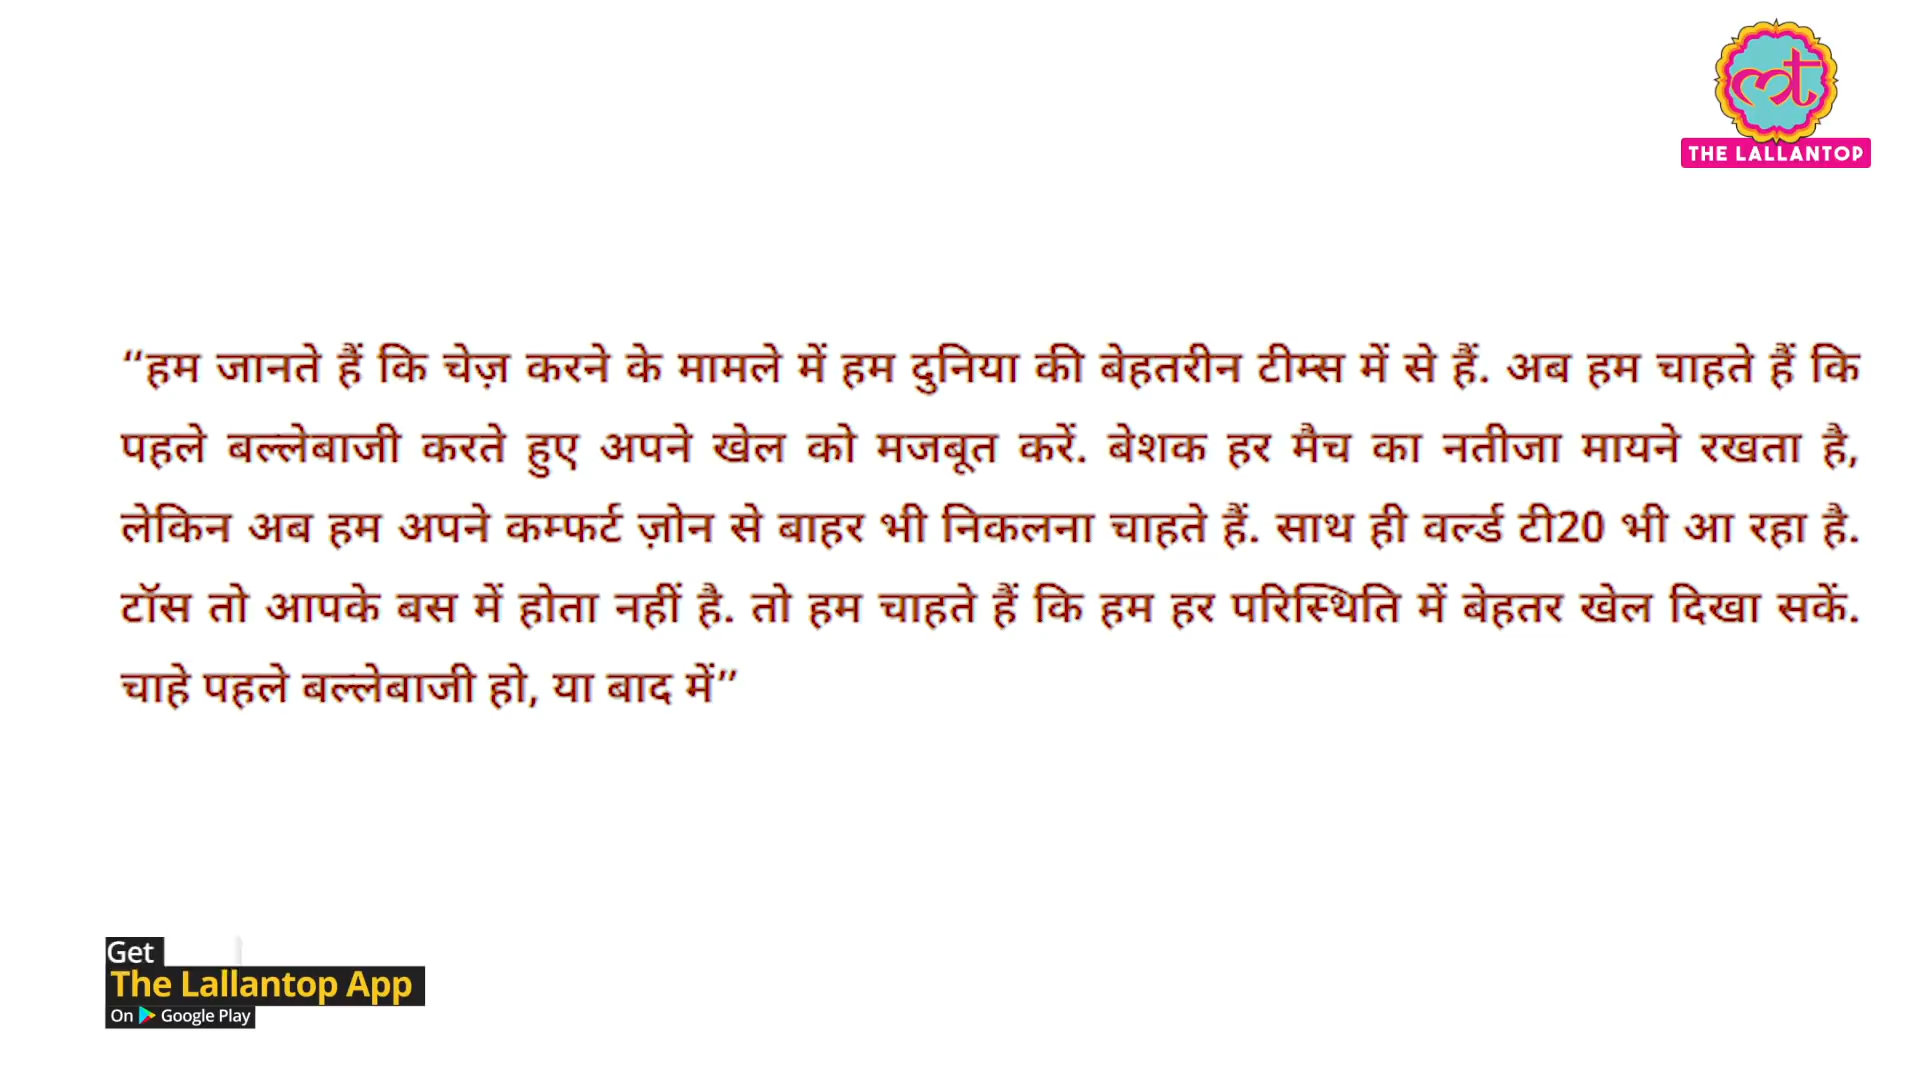 THE LALLANTOP
“हम जानते हैं कि चेज़ करने के मामले में हम दुनिया की बेहतरीन टीम्स में से हैं. अब हम चाहते हैं कि
पहले बल्लेबाजी करते हुए अपने खेल को मजबूत करें. बेशक हर मैच का नतीजा मायने रखता है,
लेकिन अब हम अपने कम्फर्ट ज़ोन से बाहर भी निकलना चाहते हैं. साथ ही वर्ल्ड टी20 भी आ रहा है.
टॉस तो आपके बस में होता नहीं है. तो हम चाहते हैं कि हम हर परिस्थिति में बेहतर खेल दिखा सकें.
चाहे पहले बल्लेबाजी हो, या बाद में”
Get
The Lallantop App
On Google Play